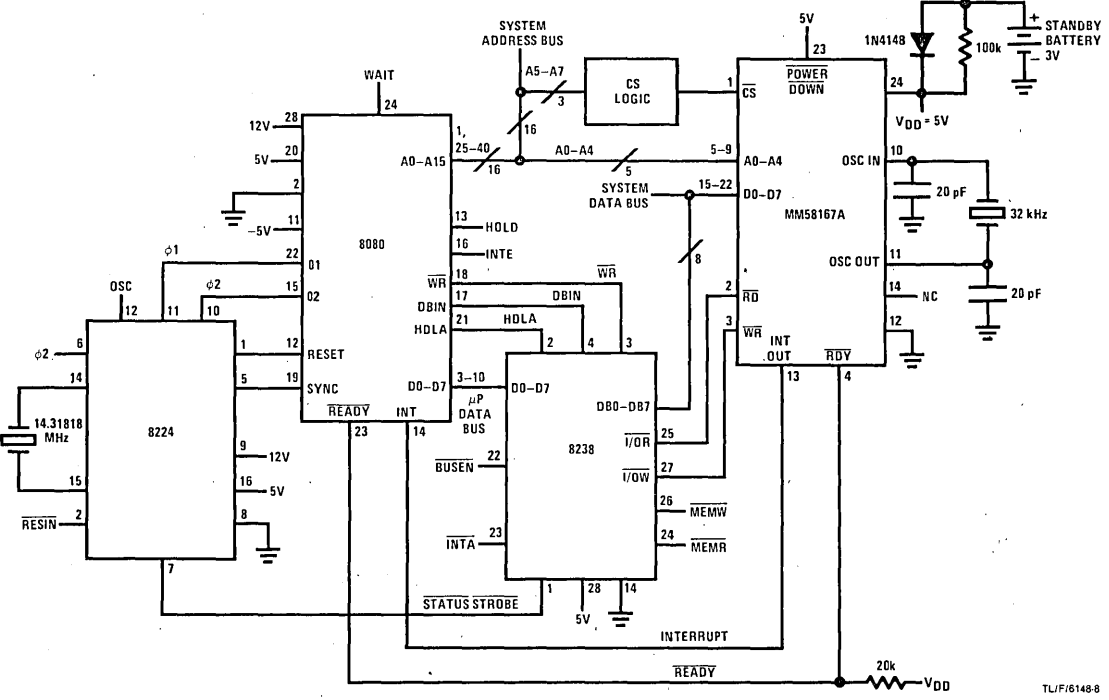 SYSTEM
ADDRESS BUS
5V
23
1N4148
100k
+
STANDBY
BATTERY
3V
−
WAIT
24
A5–A7
3
CS
LOGIC
1
CS
POWER
DOWN
24
VDD = 5V
28
12V
20
5V
2
11
−5V
1,
25–40
A0–A15
16
16
A0–A4
5
5–9
A0–A4
10
OSC IN
20 pF
32 kHz
SYSTEM
DATA BUS
15–22
D0–D7
MM58167A
8
13
HOLD
16
INTE
8080
ϕ1
22
01
ϕ2
15
02
18
WR
WR
17
DBIN
DBIN
21
HDLA
HDLA
11
OSC OUT
14
NC
20 pF
12
2
RD
3
WR
INT
OUT
RDY
13
4
OSC
12
11
10
6
ϕ2
1
12
RESET
14
5
19
SYNC
14.31818
MHz
8224
15
9
12V
16
5V
8
2
RESIN
7
READY
INT
23
14
D0–D7
3–10
μP
DATA
BUS
2
4
3
D0–D7
DB0–DB7
25
I/OR
8238
27
I/OW
22
BUSEN
26
MEMW
23
INTA
24
MEMR
1
28
14
5V
STATUS STROBE
INTERRUPT
READY
20k
VDD
TL/F/6148-8